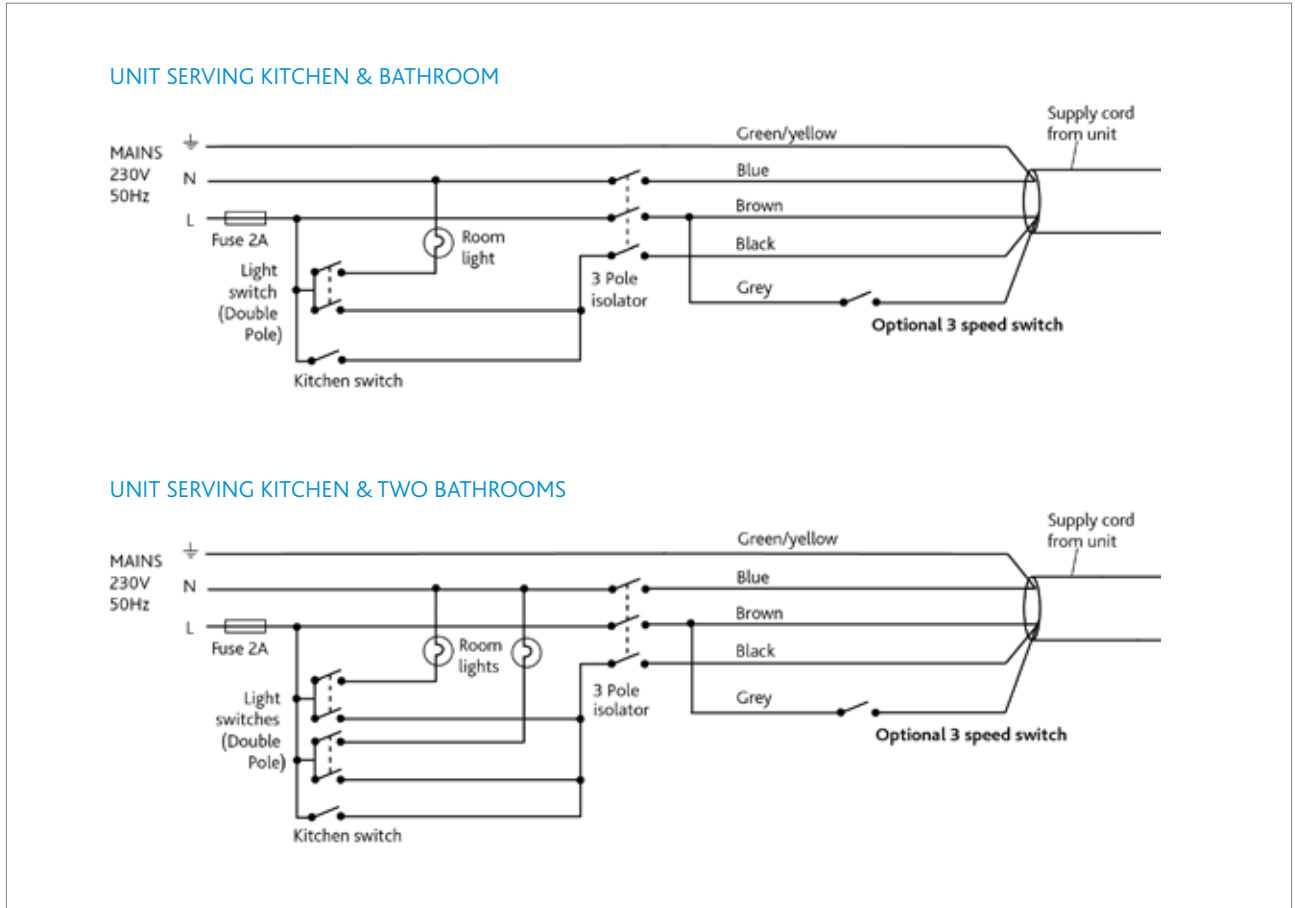 UNIT SERVING KITCHEN & BATHROOM
Supply cord
from unit
Green/yellow
MAINS
230V
50Hz
N
Blue
L
Brown
Fuse 2A
Room
light
Black
Light
switch
(Double
Pole)
3 Pole
isolator
Grey
Optional 3 speed switch
Kitchen switch
UNIT SERVING KITCHEN & TWO BATHROOMS
Supply cord
from unit
Green/yellow
MAINS
230V
50Hz
N
Blue
L
Brown
Fuse 2A
Room
lights
Black
Light
switches
(Double
Pole)
3 Pole
isolator
Grey
Optional 3 speed switch
Kitchen switch